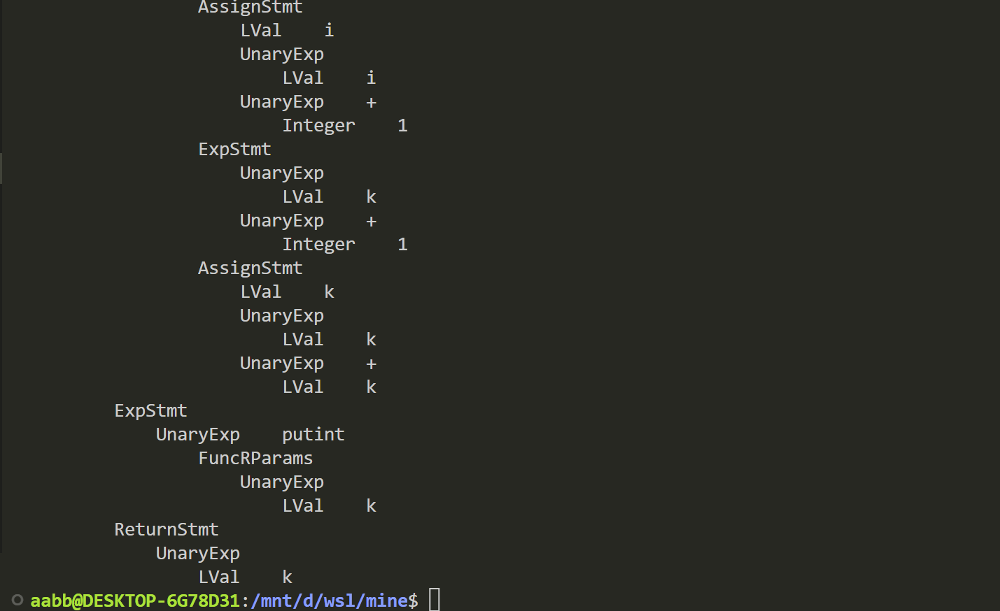 AssignStmt
LVal i
UnaryExp
LVal i
UnaryExp +
Integer 1
ExpStmt
UnaryExp
LVal k
UnaryExp +
Integer 1
AssignStmt
LVal k
UnaryExp
LVal k
UnaryExp +
LVal k
ExpStmt
UnaryExp putint
FuncRParams
UnaryExp
LVal k
ReturnStmt
UnaryExp
LVal k
aabb@DESKTOP-6G78D31:/mnt/d/wsl/mine$